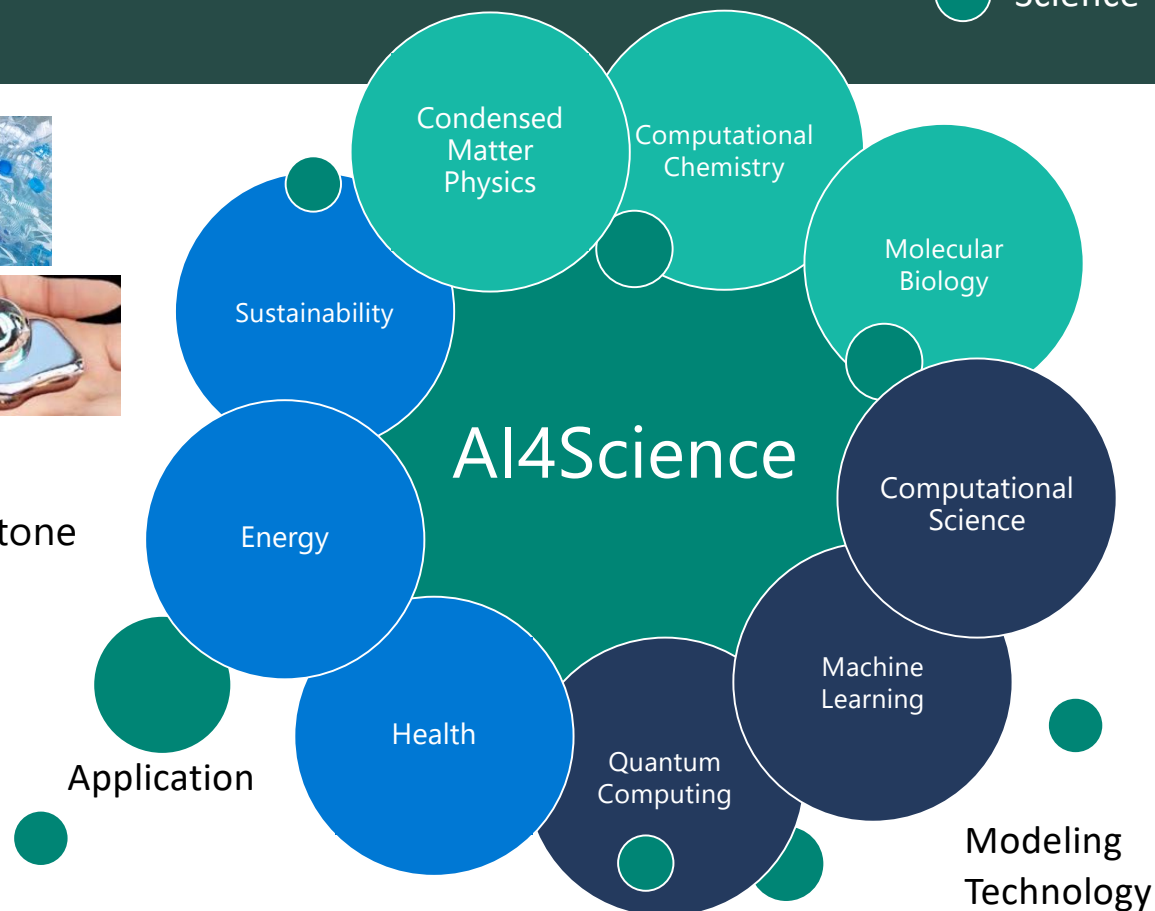 Science
Condensed
Matter
Physics
Computational
Chemistry
Molecular
Biology
Sustainability
AI4Science
Computational
Science
tone
Energy
Machine
Learning
Health
Quantum
Computing
Application
Modeling
Technology